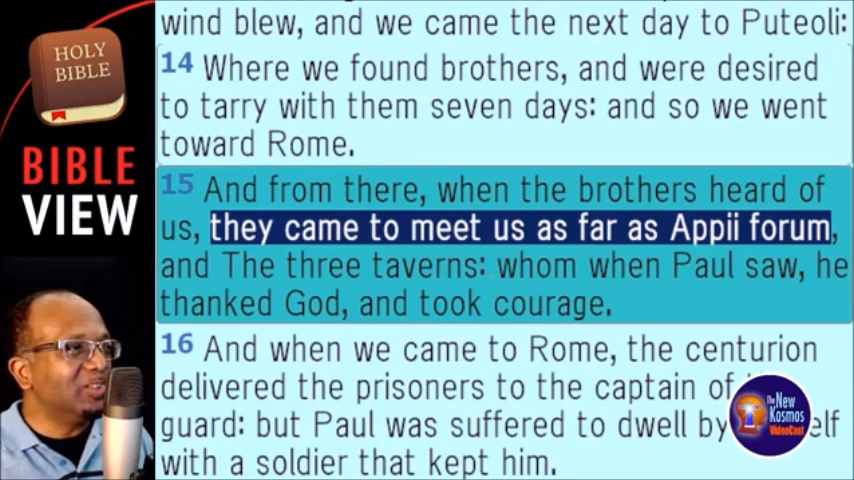 HOLY
BIBLE
BIBLE
VIEW
wind blew, and we came the next day to Puteoli:
14 Where we found brothers, and were desired
to tarry with them seven days: and so we went
toward Rome.
15 And from there, when the brothers heard of
us, they came to meet us as far as Appii forum,
and The three taverns: whom when Paul saw, he
thanked God, and took courage.
16 And when we came to Rome, the centurion
delivered the prisoners to the captain of
guard: but Paul was suffered to dwell by elf
with a soldier that kept him.
The New
Kosmos
VideoCast